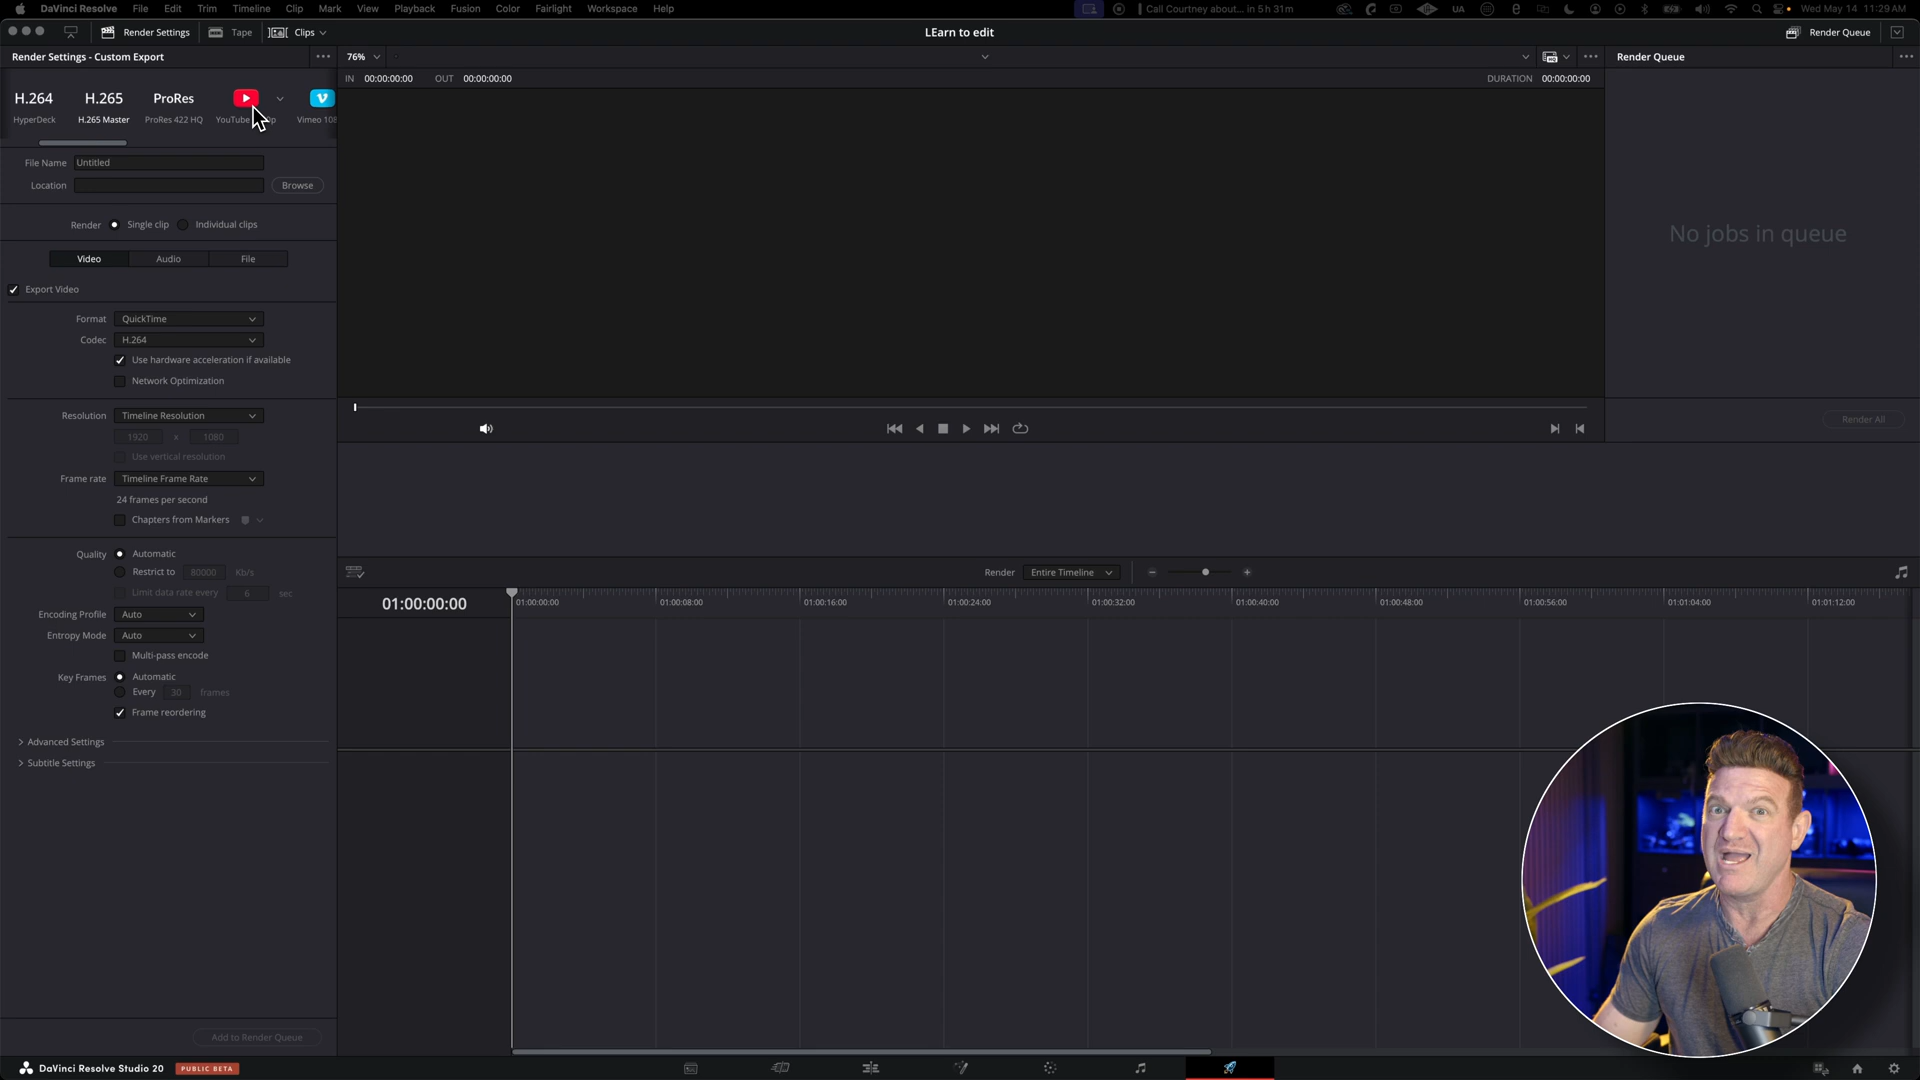 DaVinci Resolve File Edit Trim Timeline Clip Mark View Playback Fusion Color Fairlight Workspace Help Call Courtney about... in 5 h 31m UA Wed May 14 11:29 AM
Render Settings Tape Clips LEarn to edit Render Queue
Render Settings - Custom Export 76% Render Queue
IN 00:00:00:00 OUT 00:00:00:00 DURATION 00:00:00:00
H.264 H.265 ProRes
HyperDeck H.265 Master ProRes 422 HQ YouTube Vimeo 108
File Name Untitled
Location Browse
Render Single clip Individual clips
No jobs in queue
Video Audio File
Export Video
Format QuickTime
Codec H.264
Use hardware acceleration if available
Network Optimization
Resolution Timeline Resolution
1920 x 1080
Use vertical resolution
Render All
Frame rate Timeline Frame Rate
24 frames per second
Chapters from Markers
Quality Automatic
Restrict to 80000 Kb/s
Limit data rate every 6 sec
Encoding Profile Auto
Entropy Mode Auto
Multi-pass encode
Key Frames Automatic
Every 30 frames
Frame reordering
Advanced Settings
Subtitle Settings
Render Entire Timeline
01:00:00:00 01:00:00:00 01:00:08:00 01:00:16:00 01:00:24:00 01:00:32:00 01:00:40:00 01:00:48:00 01:00:56:00 01:01:04:00 01:01:12:00
Add to Render Queue
DaVinci Resolve Studio 20 PUBLIC BETA